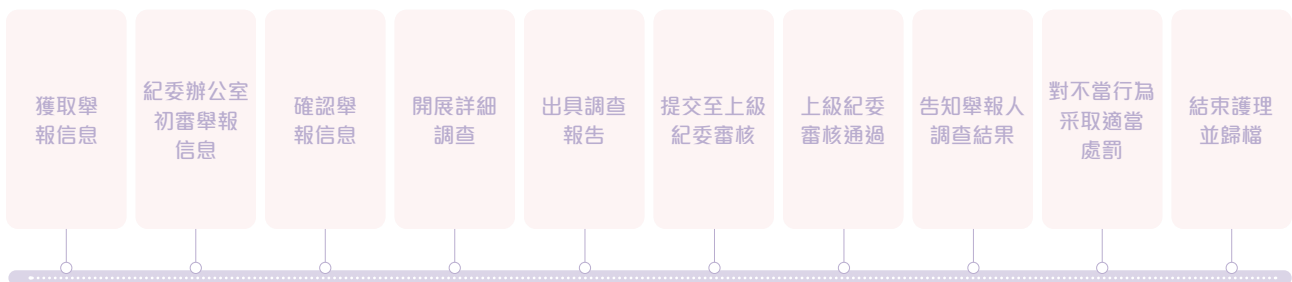 獲取舉
報信息
紀委辦公室
初審舉報
信息
確認舉
報信息
開展詳細
調查
出具調查
報告
提交至上級
紀委審核
上級紀委
審核通過
告知舉報人
調查結果
對不當行為
采取適當
處罰
結束護理
並歸檔